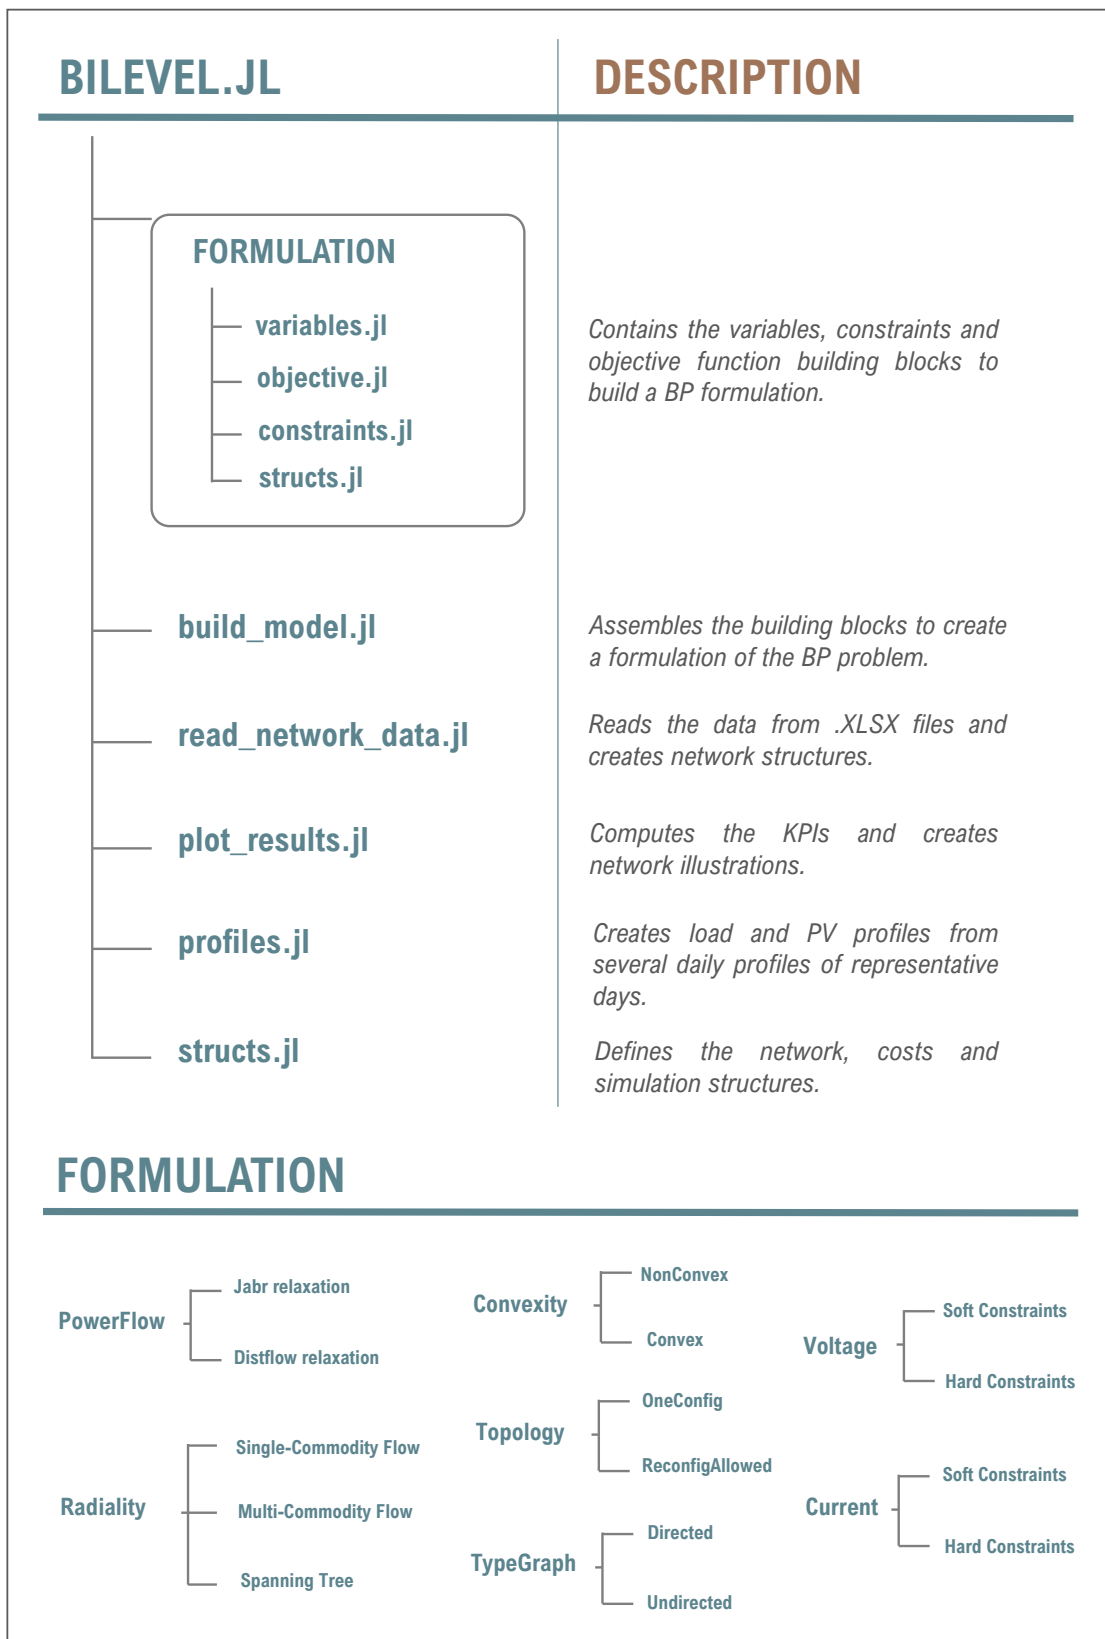 BILEVEL.JL
DESCRIPTION
FORMULATION
variables.jl
objective.jl
constraints.jl
structs.jl
Contains the variables, constraints and
objective function building blocks to
build a BP formulation.
build_model.jl
Assembles the building blocks to create
a formulation of the BP problem.
read_network_data.jl
Reads the data from .XLSX files and
creates network structures.
plot_results.jl
Computes the KPIs and creates
network illustrations.
profiles.jl
Creates load and PV profiles from
several daily profiles of representative
days.
structs.jl
Defines the network, costs and
simulation structures.
FORMULATION
PowerFlow
Jabr relaxation
Distflow relaxation
Convexity
NonConvex
Convex
Voltage
Soft Constraints
Hard Constraints
Radiality
Single-Commodity Flow
Multi-Commodity Flow
Spanning Tree
Topology
OneConfig
ReconfigAllowed
TypeGraph
Directed
Undirected
Current
Soft Constraints
Hard Constraints